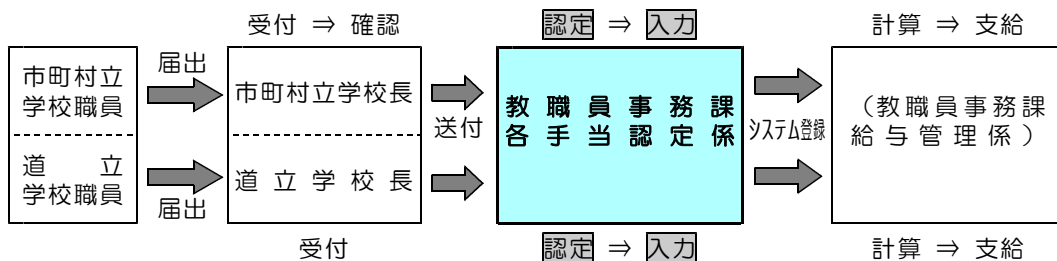 受付 ⇒ 確認
認定 ⇒ 入力
計算 ⇒ 支給
市町村立
学校職員
届出
市町村立学校長
送付
教職員事務課
各手当認定係
システム登録
（教職員事務課
給与管理係）
道立
学校職員
届出
道立学校長
受付
認定 ⇒ 入力
計算 ⇒ 支給